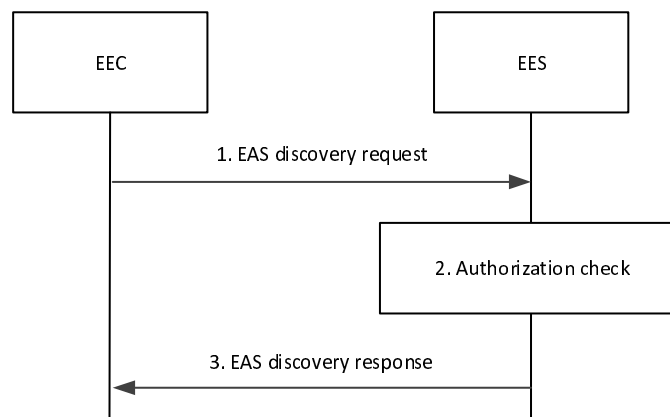 EEC
EES
1. EAS discovery request
2. Authorization check
3. EAS discovery response